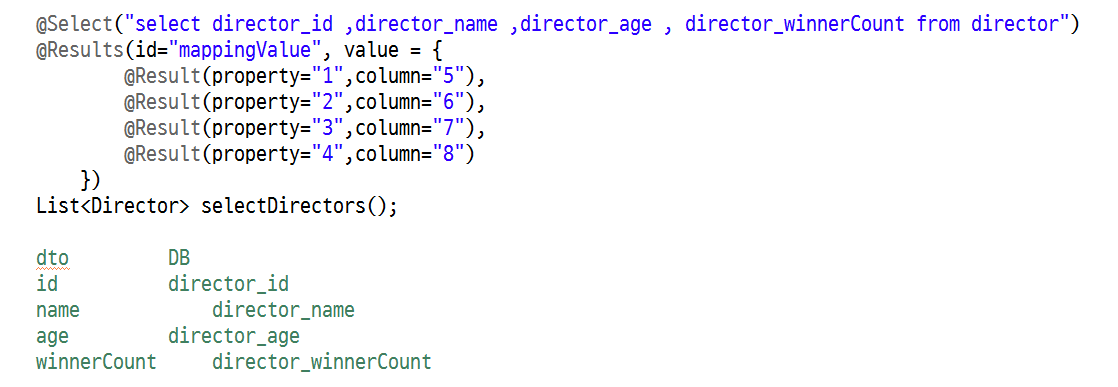 @Select("select director_id ,director_name ,director_age , director_winnerCount from director")
@Results(id="mappingValue", value = {
@Result(property="1",column="5"),
@Result(property="2",column="6"),
@Result(property="3",column="7"),
@Result(property="4",column="8")
})
List<Director> selectDirectors();
dto DB
id director_id
name director_name
age director_age
winnerCount director_winnerCount